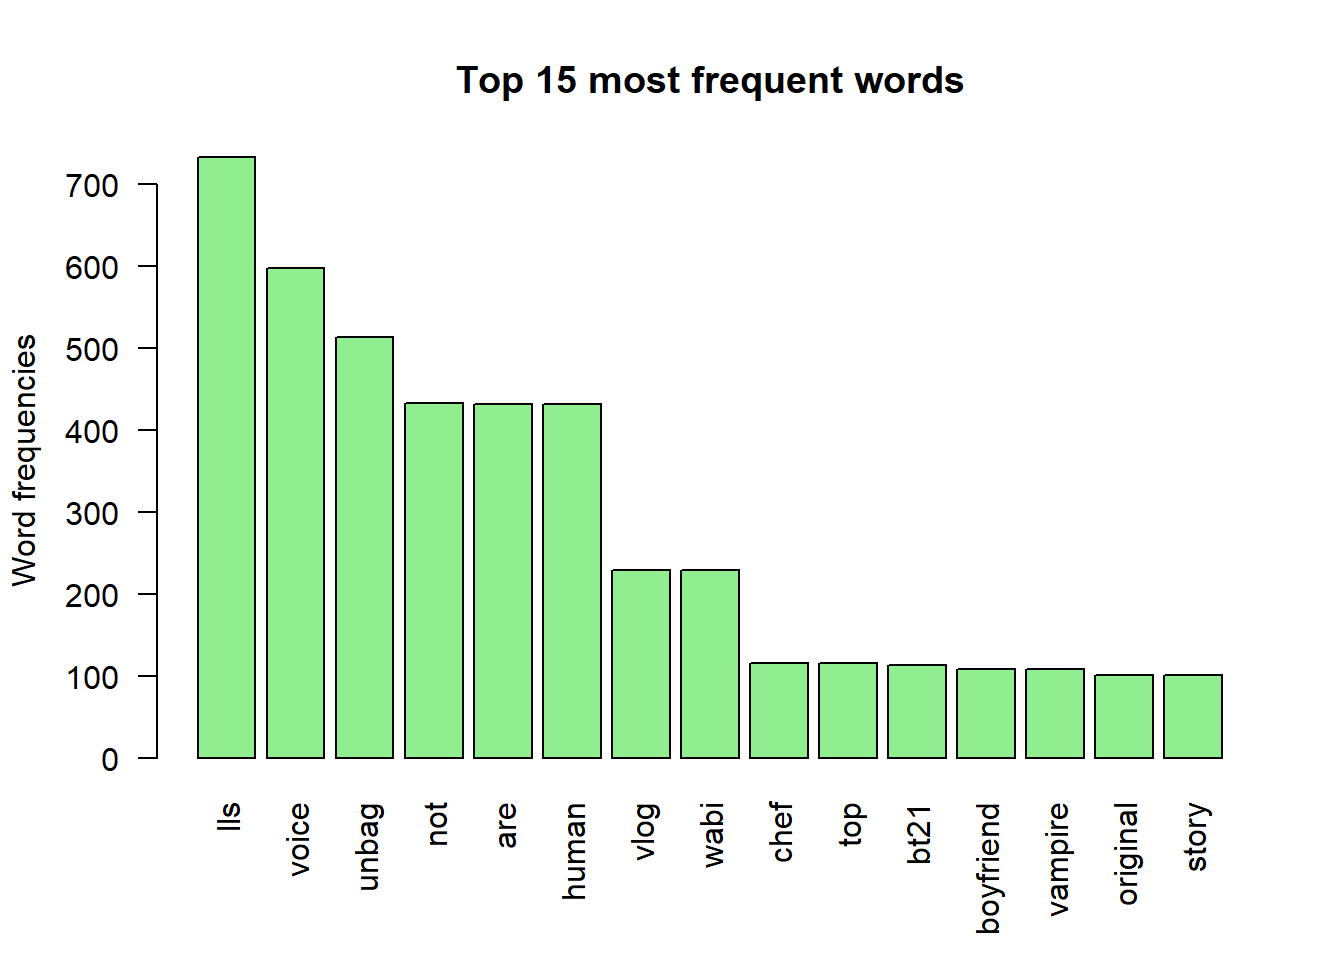 Top 15 most frequent words
Word frequencies
700
600
500
400
300
200
100
0
lls
voice
unbag
not
are
human
vlog
wabi
chef
top
bt21
boyfriend
vampire
original
story